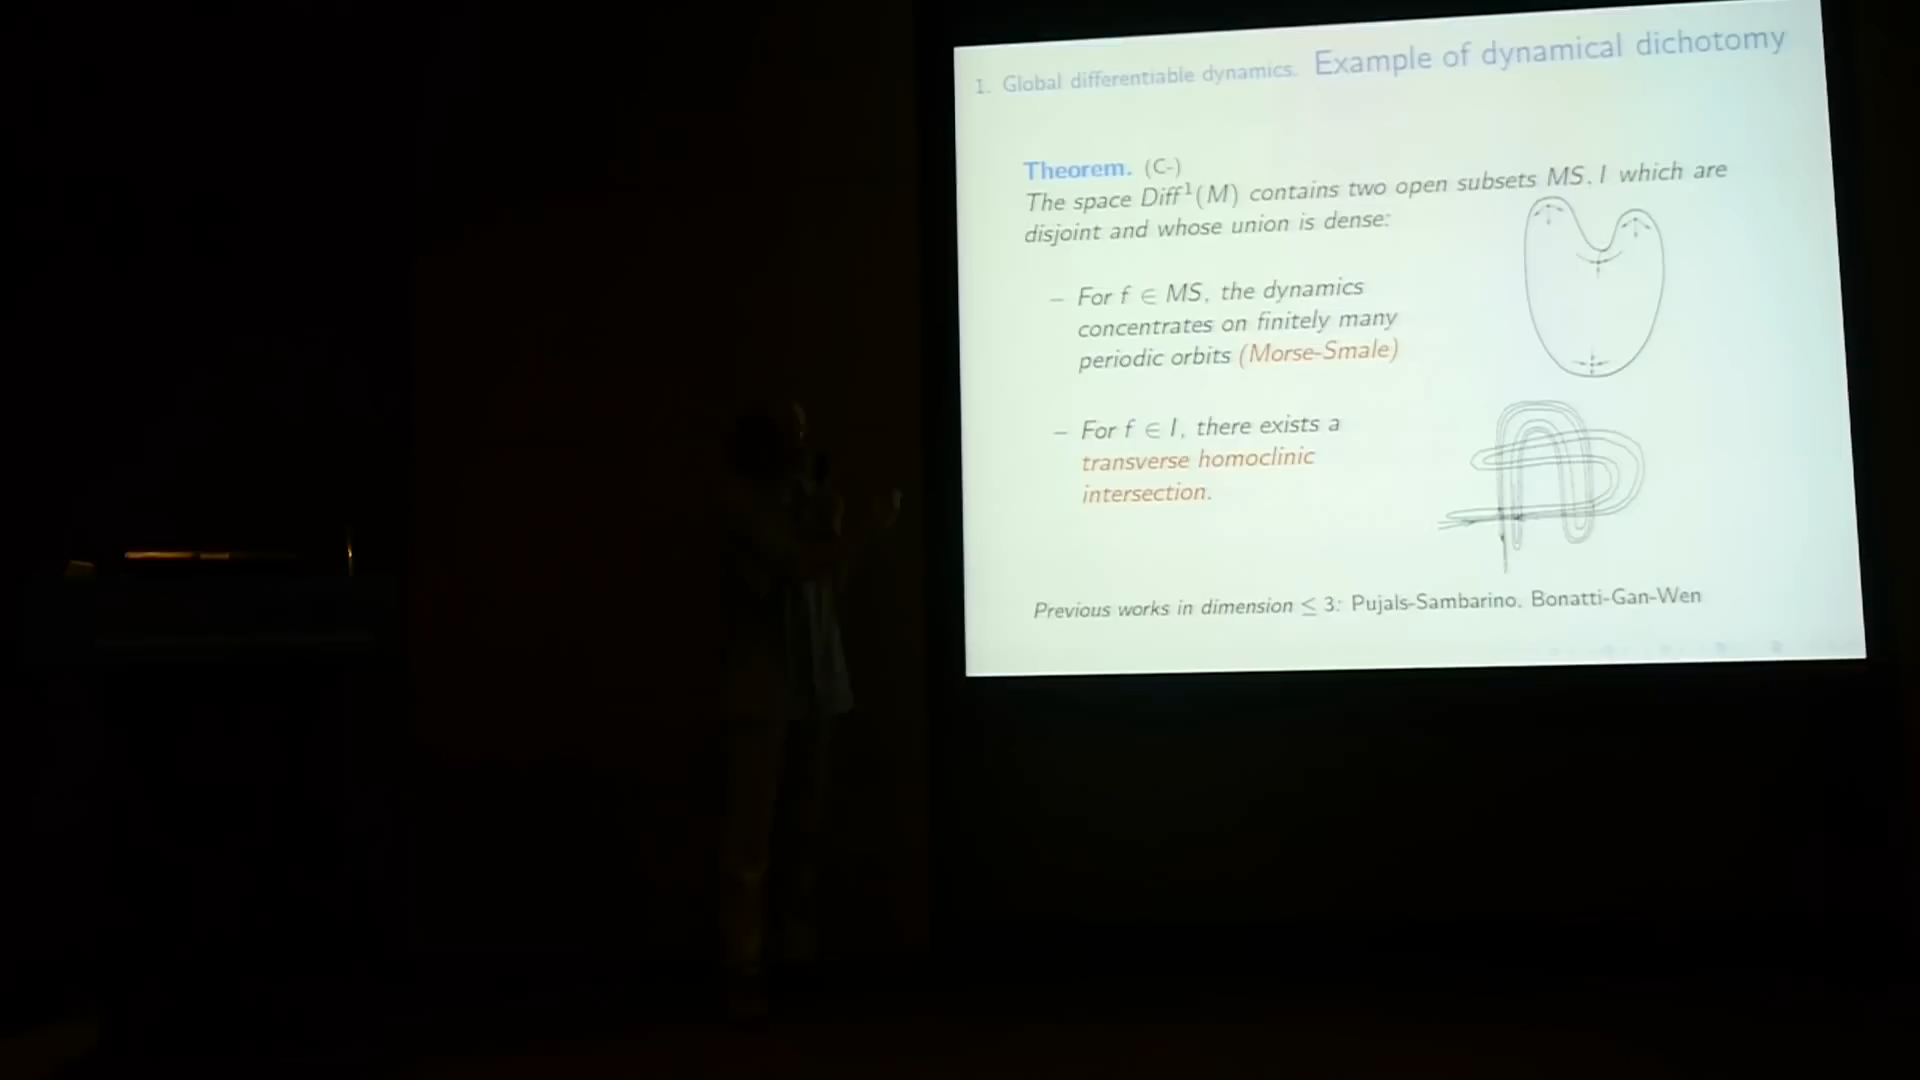 1. Global differentiable dynamics. Example of dynamical dichotomy
Theorem. (C-)
The space Diff¹(M) contains two open subsets MS, I which are
disjoint and whose union is dense:
– For f ∈ MS, the dynamics
concentrates on finitely many
periodic orbits (Morse-Smale)
– For f ∈ I, there exists a
transverse homoclinic
intersection.
Previous works in dimension ≤ 3: Pujals-Sambarino, Bonatti-Gan-Wen